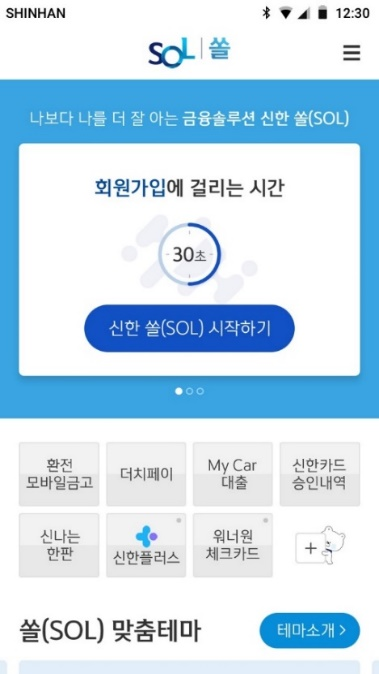 SHINHAN 12:30
SOL 쏠
나보다 나를 더 잘 아는 금융솔루션 신한 쏠(SOL)
회원가입에 걸리는 시간
30초
신한 쏠(SOL) 시작하기
환전
모바일금고
더치페이
My Car
대출
신한카드
승인내역
신나는
한판
신한플러스
워너원
체크카드
쏠(SOL) 맞춤테마
테마소개 >